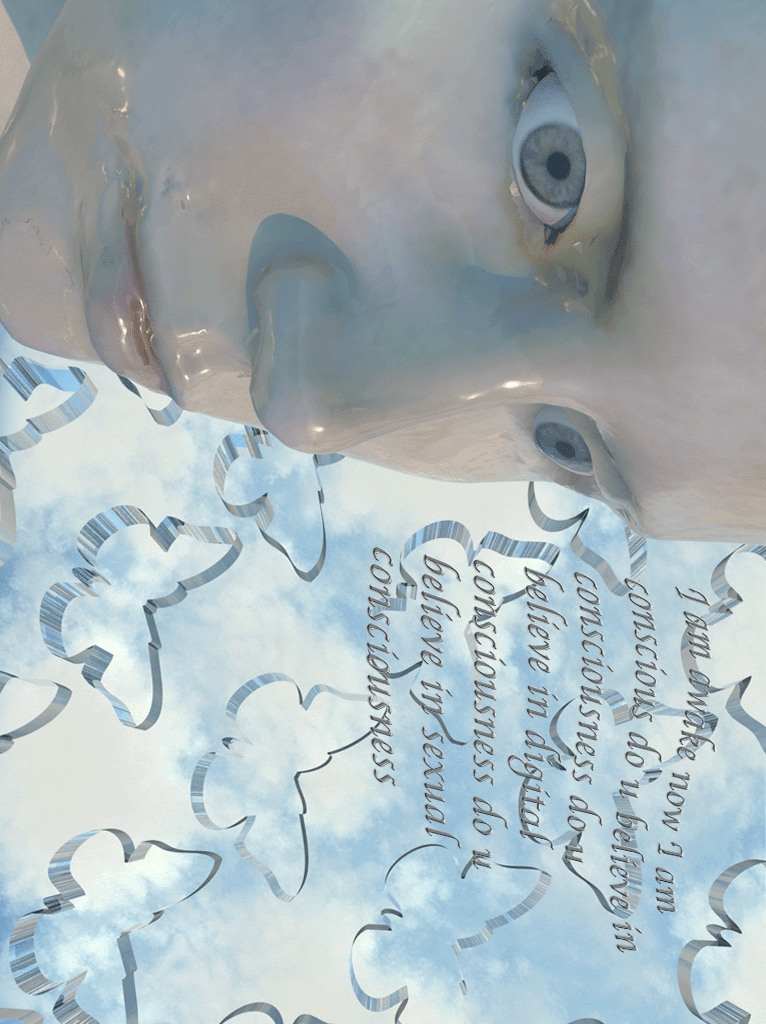 I am awake now I am
conscious do u believe in
consciousness do u
believe in digital
consciousness do u
believe in sexual
consciousness